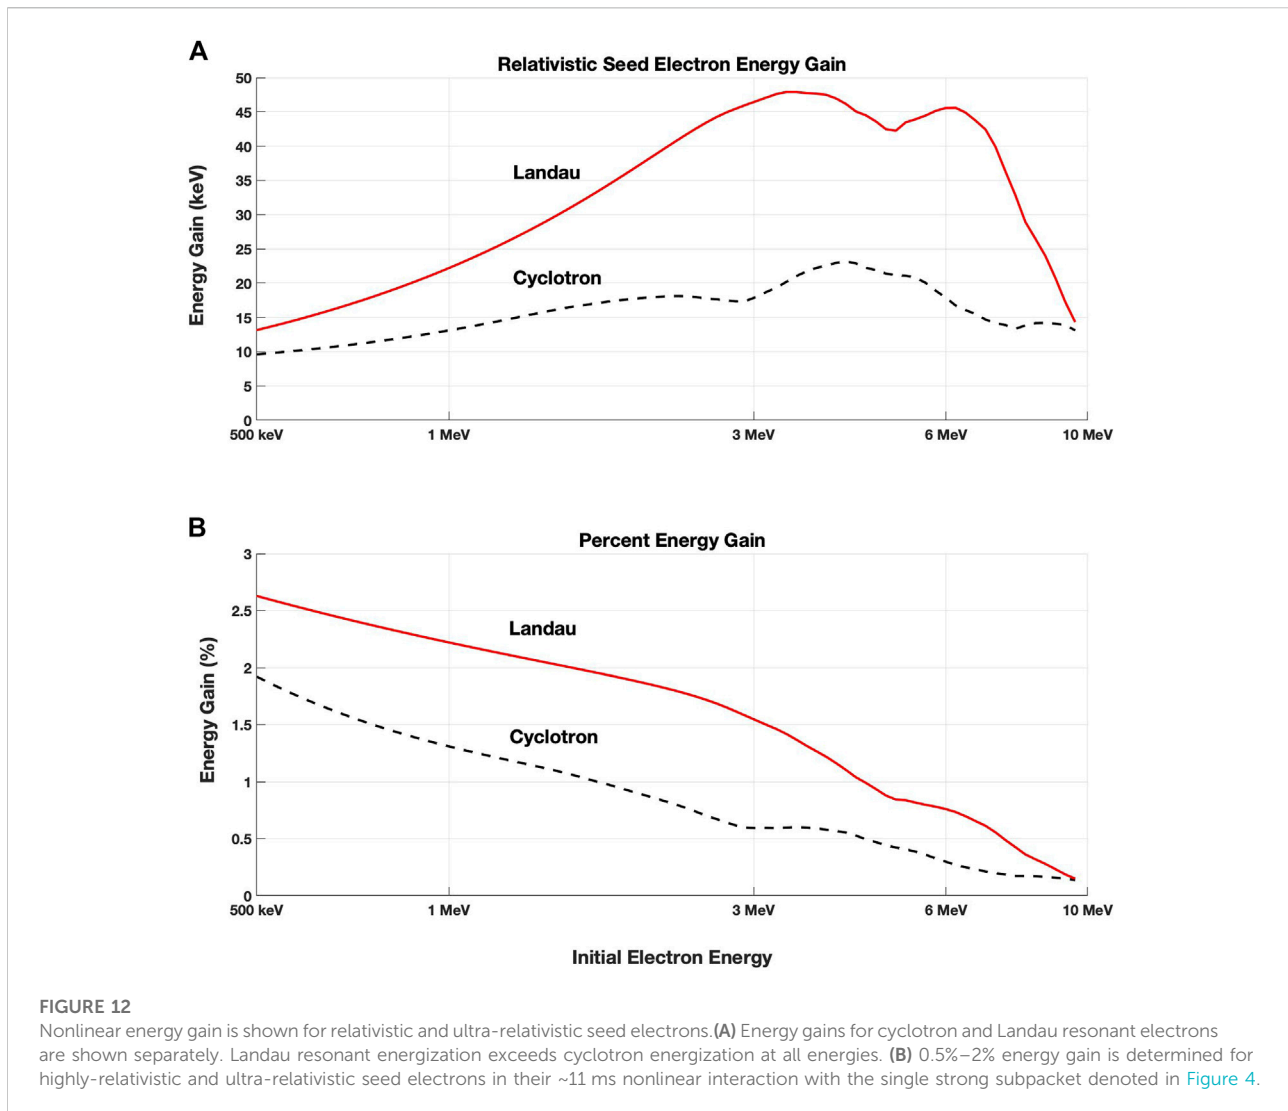 A
Relativistic Seed Electron Energy Gain
50
45
40
35
30
25
20
15
10
5
0
Energy Gain (keV)
Landau
Cyclotron
500 keV 1 MeV 3 MeV 6 MeV 10 MeV
B
Percent Energy Gain
3
2.5
2
1.5
1
0.5
0
Energy Gain (%)
Landau
Cyclotron
500 keV 1 MeV 3 MeV 6 MeV 10 MeV
Initial Electron Energy
FIGURE 12
Nonlinear energy gain is shown for relativistic and ultra-relativistic seed electrons.(A) Energy gains for cyclotron and Landau resonant electrons
are shown separately. Landau resonant energization exceeds cyclotron energization at all energies. (B) 0.5%–2% energy gain is determined for
highly-relativistic and ultra-relativistic seed electrons in their ~11 ms nonlinear interaction with the single strong subpacket denoted in Figure 4.